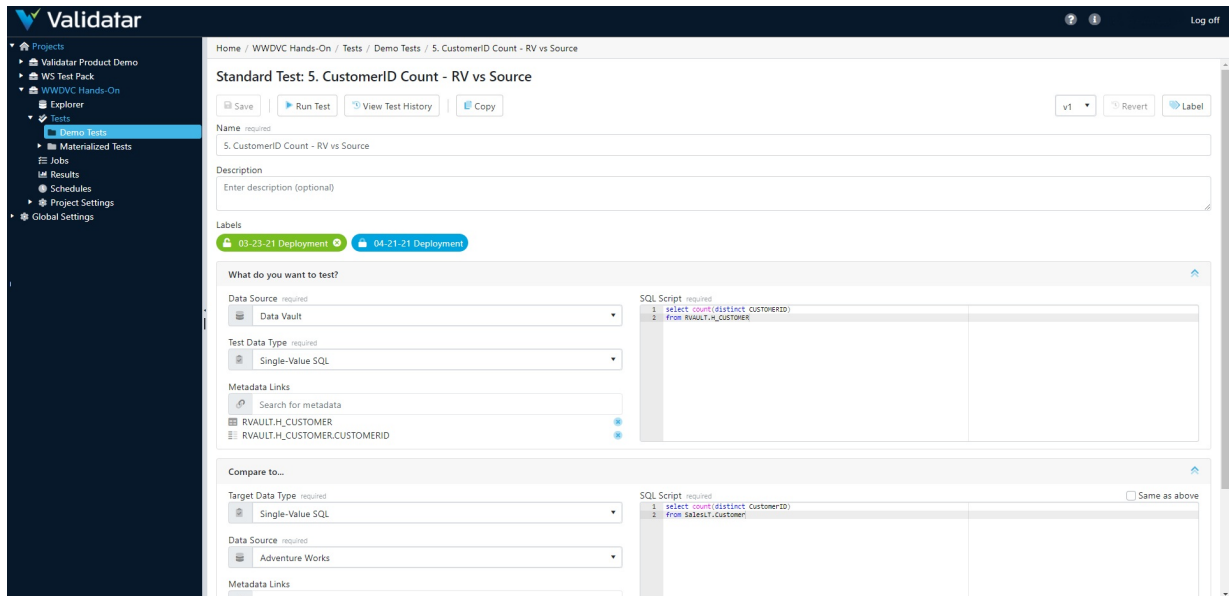 Validatar
Log off
Projects
Validatar Product Demo
WS Test Pack
WWDVC Hands-On
Explorer
Tests
Demo Tests
Materialized Tests
Jobs
Results
Schedules
Project Settings
Global Settings
Home / WWDVC Hands-On / Tests / Demo Tests / 5. CustomerID Count - RV vs Source
Standard Test: 5. CustomerID Count - RV vs Source
Save Run Test View Test History Copy v1 Revert Label
Name required
5. CustomerID Count - RV vs Source
Description
Enter description (optional)
Labels
03-23-21 Deployment 04-21-21 Deployment
What do you want to test?
Data Source required
Data Vault
Test Data Type required
Single-Value SQL
Metadata Links
Search for metadata
RVAULT.H_CUSTOMER
RVAULT.H_CUSTOMER.CUSTOMERID
SQL Script required
1 select count(distinct CUSTOMERID)
2 from RVAULT.H_CUSTOMER
Compare to...
Target Data Type required
Single-Value SQL
Data Source required
Adventure Works
Metadata Links
SQL Script required
Same as above
1 select count(distinct CustomerID)
2 from SalesLT.Customer